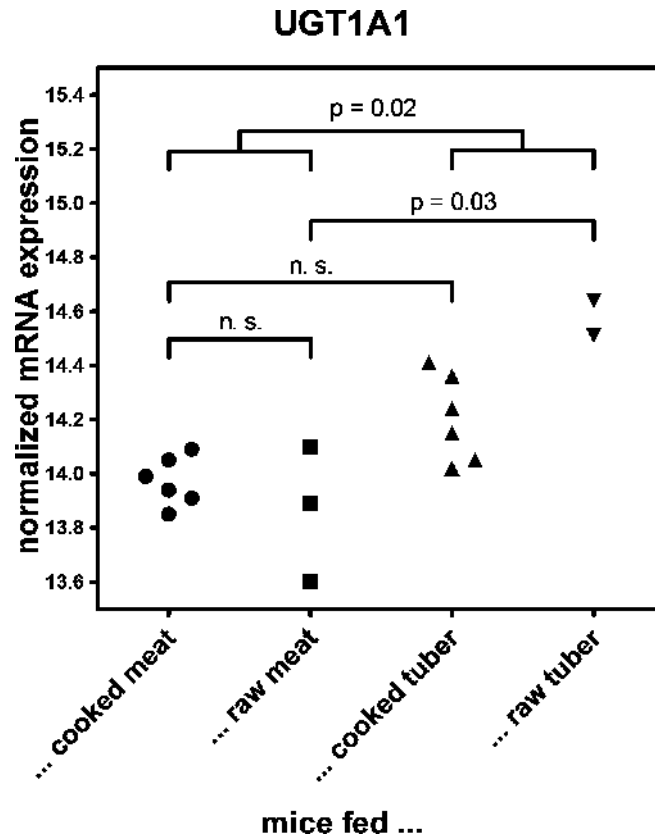 UGT1A1
normalized mRNA expression
15.4
15.2
15.0
14.8
14.6
14.4
14.2
14.0
13.8
13.6
p = 0.02
p = 0.03
n. s.
n. s.
... cooked meat
... raw meat
... cooked tuber
... raw tuber
mice fed ...